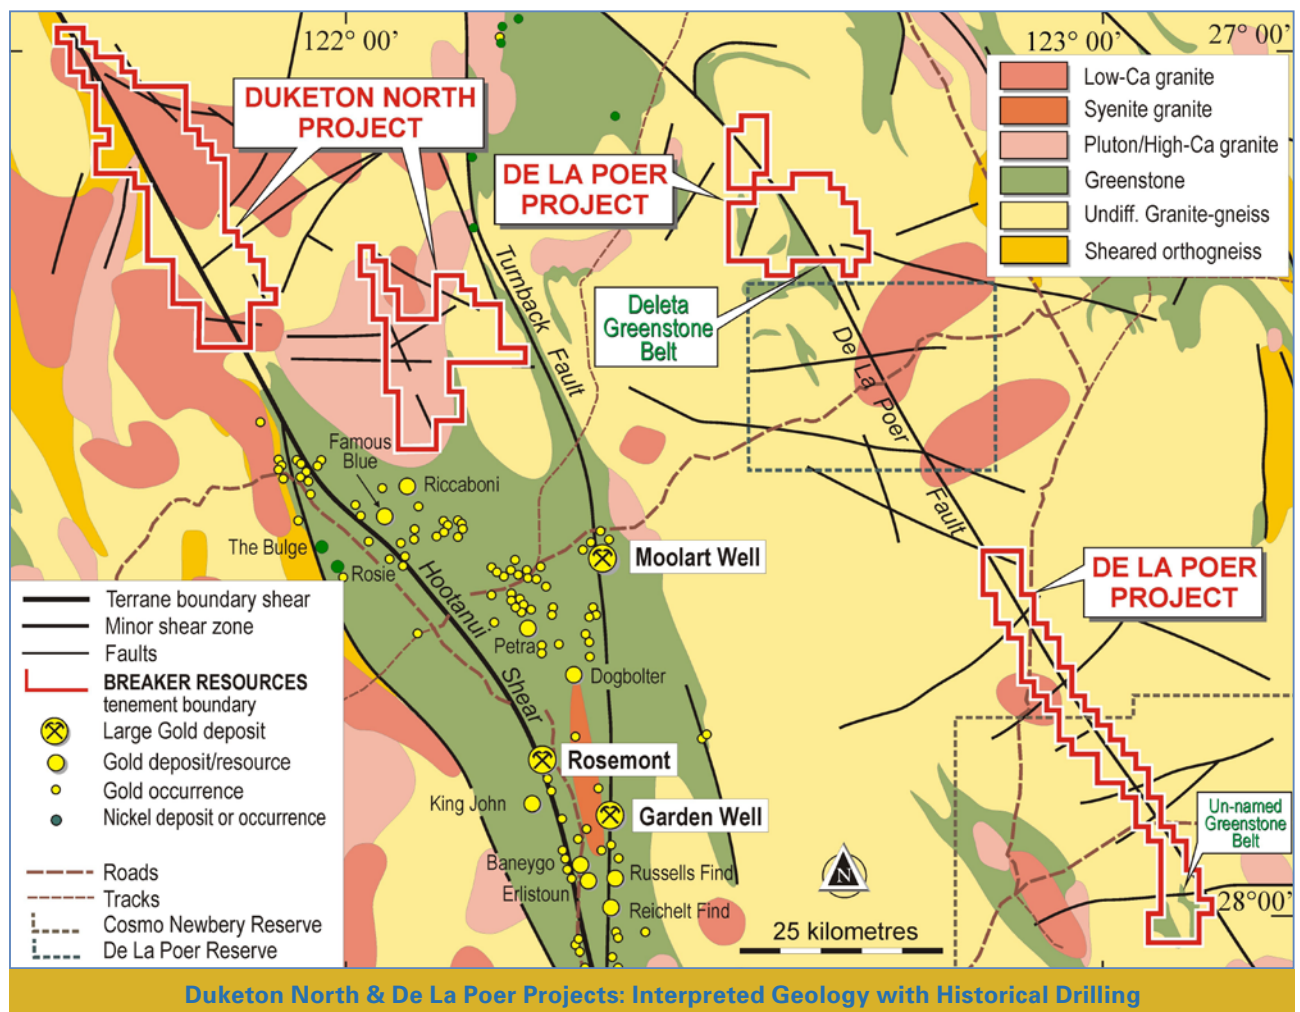 122° 00'
123° 00'
27° 00'
DUKETON NORTH
PROJECT
DE LA POER
PROJECT
Low-Ca granite
Syenite granite
Pluton/High-Ca granite
Greenstone
Undiff. Granite-gneiss
Sheared orthogneiss
Turnback Fault
Deleta
Greenstone
Belt
De La Poer Fault
Famous
Blue
Riccaboni
The Bulge
Rosie
Hootanui Shear
Moolart Well
Petra
Dogbolter
DE LA POER
PROJECT
Rosemont
King John
Garden Well
Baneygo
Erlistoun
Russells Find
Reichelt Find
Un-named
Greenstone
Belt
28° 00'
N
25 kilometres
Terrane boundary shear
Minor shear zone
Faults
BREAKER RESOURCES
tenement boundary
Large Gold deposit
Gold deposit/resource
Gold occurrence
Nickel deposit or occurrence
Roads
Tracks
Cosmo Newbery Reserve
De La Poer Reserve
Duketon North & De La Poer Projects: Interpreted Geology with Historical Drilling